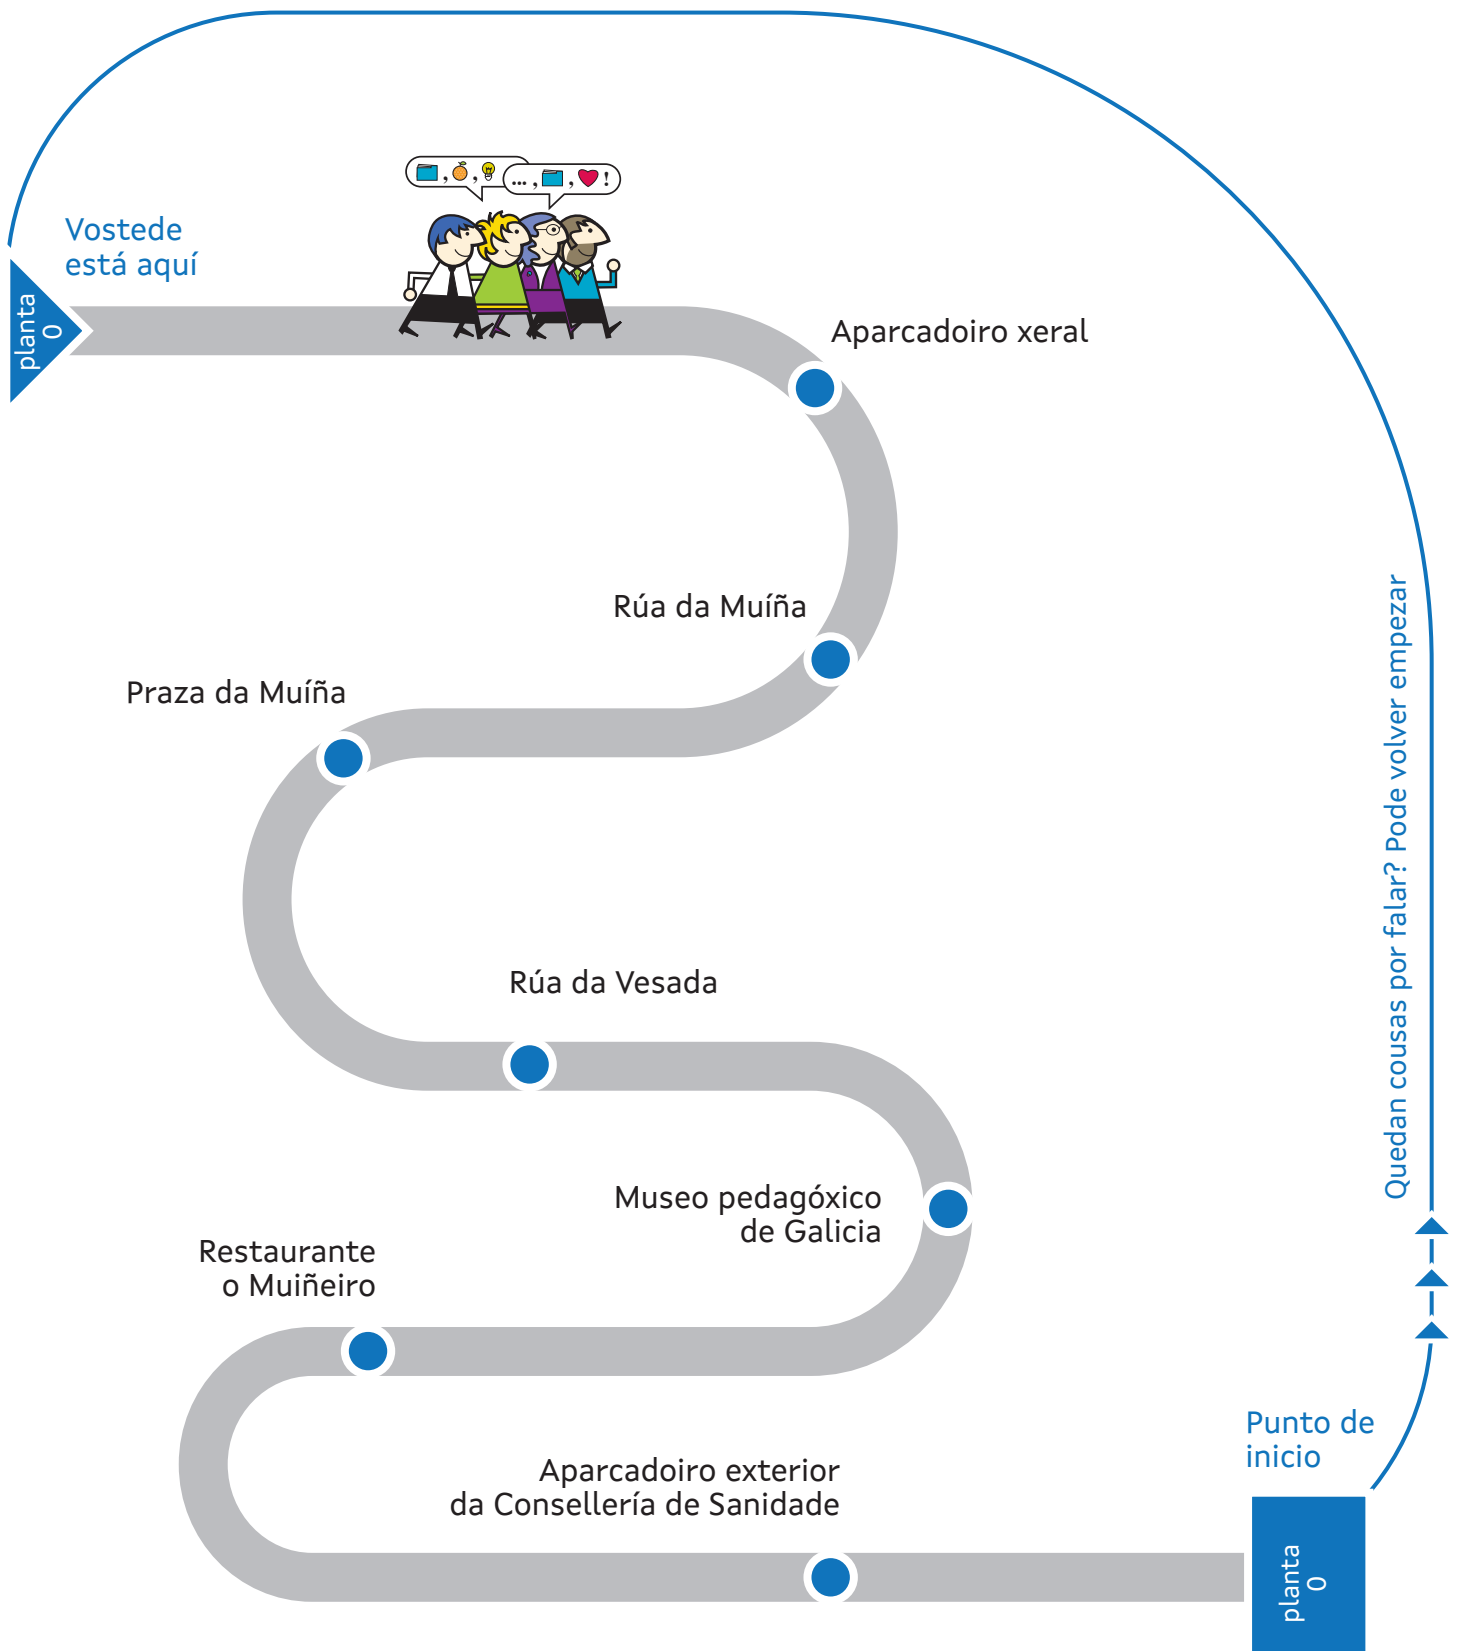 Vostede
está aquí
planta
0
... , , !
Aparcadoiro xeral
Rúa da Muíña
Praza da Muíña
Rúa da Vesada
Museo pedagóxico
de Galicia
Restaurante
o Muiñeiro
Aparcadoiro exterior
da Consellería de Sanidade
Punto de
inicio
planta
0
Quedan cousas por falar? Pode volver empezar